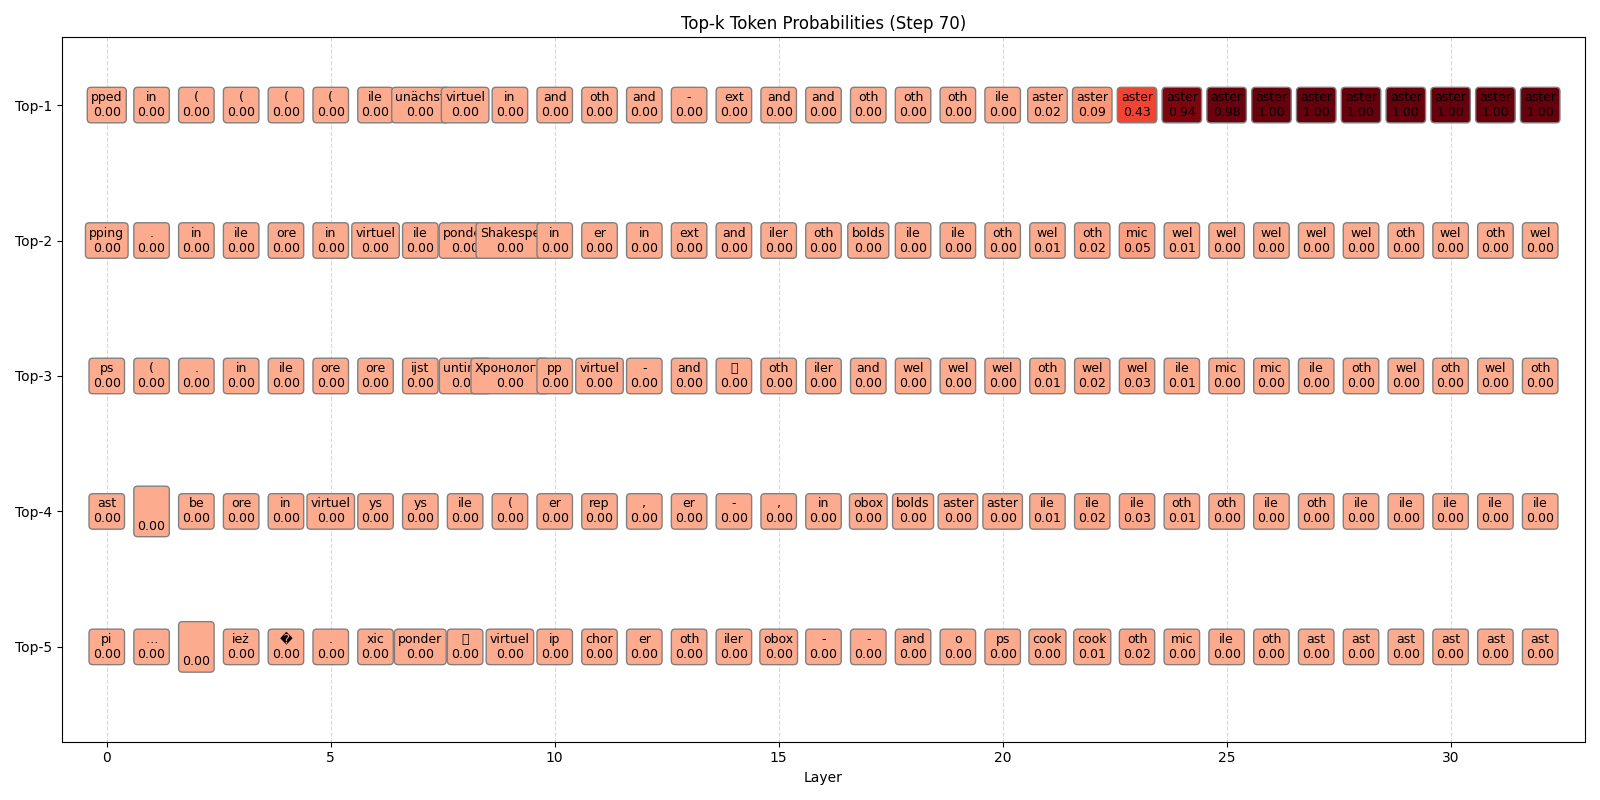 Top-k Token Probabilities (Step 70)
Top-1 pped in ( ( ( ( ile unächs virtuel in and oth and - ext and and oth oth oth ile aster aster aster aster aster aster aster aster aster aster aster aster
0.00 0.00 0.00 0.00 0.00 0.00 0.00 0.00 0.00 0.00 0.00 0.00 0.00 0.00 0.00 0.00 0.00 0.00 0.00 0.00 0.00 0.02 0.09 0.43 0.94 0.98 1.00 1.00 1.00 1.00 1.00 1.00 1.00
Top-2 pping . in ile ore in virtuel ile pond Shakespe in er in ext and iler oth bolds ile ile oth wel oth mic wel wel wel wel wel oth wel oth wel
0.00 0.00 0.00 0.00 0.00 0.00 0.00 0.00 0.00 0.00 0.00 0.00 0.00 0.00 0.00 0.00 0.00 0.00 0.00 0.00 0.00 0.01 0.02 0.05 0.01 0.00 0.00 0.00 0.00 0.00 0.00 0.00 0.00
Top-3 ps ( . in ile ore ore ijst untin Хронолог pp virtuel - and oth iler and wel wel wel oth wel wel ile mic mic ile oth wel oth wel oth
0.00 0.00 0.00 0.00 0.00 0.00 0.00 0.00 0.00 0.00 0.00 0.00 0.00 0.00 0.00 0.00 0.00 0.00 0.00 0.00 0.00 0.01 0.02 0.03 0.01 0.00 0.00 0.00 0.00 0.00 0.00 0.00 0.00
Top-4 ast be ore in virtuel ys ys ile ( er rep , er - , in obox bolds aster aster ile ile ile oth oth ile oth ile ile ile ile ile
0.00 0.00 0.00 0.00 0.00 0.00 0.00 0.00 0.00 0.00 0.00 0.00 0.00 0.00 0.00 0.00 0.00 0.00 0.00 0.00 0.00 0.01 0.02 0.03 0.01 0.00 0.00 0.00 0.00 0.00 0.00 0.00 0.00
Top-5 pi ... ież � . xic ponder virtuel ip chor er oth iler obox - - and o ps cook cook oth mic ile oth ast ast ast ast ast ast
0.00 0.00 0.00 0.00 0.00 0.00 0.00 0.00 0.00 0.00 0.00 0.00 0.00 0.00 0.00 0.00 0.00 0.00 0.00 0.00 0.00 0.00 0.01 0.02 0.00 0.00 0.00 0.00 0.00 0.00 0.00 0.00 0.00
0 5 10 15 20 25 30
Layer